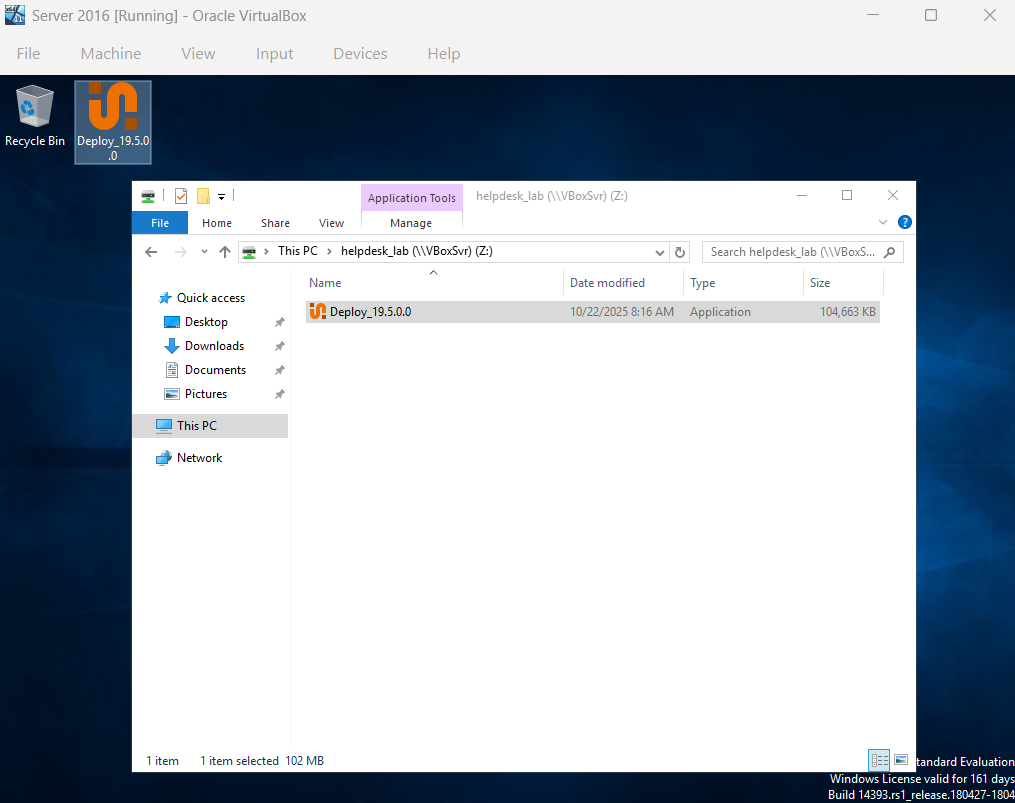 Server 2016 [Running] - Oracle VirtualBox
File Machine View Input Devices Help
Recycle Bin
Deploy_19.5.0
.0
Application Tools
helpdesk_lab (\\VBoxSvr) (Z:)
File Home Share View Manage
This PC > helpdesk_lab (\\VBoxSvr) (Z:)
Search helpdesk_lab (\\VBoxS...
Name Date modified Type Size
Deploy_19.5.0.0 10/22/2025 8:16 AM Application 104,663 KB
Quick access
Desktop
Downloads
Documents
Pictures
This PC
Network
1 item 1 item selected 102 MB
tandard Evaluation
Windows License valid for 161 days
Build 14393.rs1_release.180427-1804